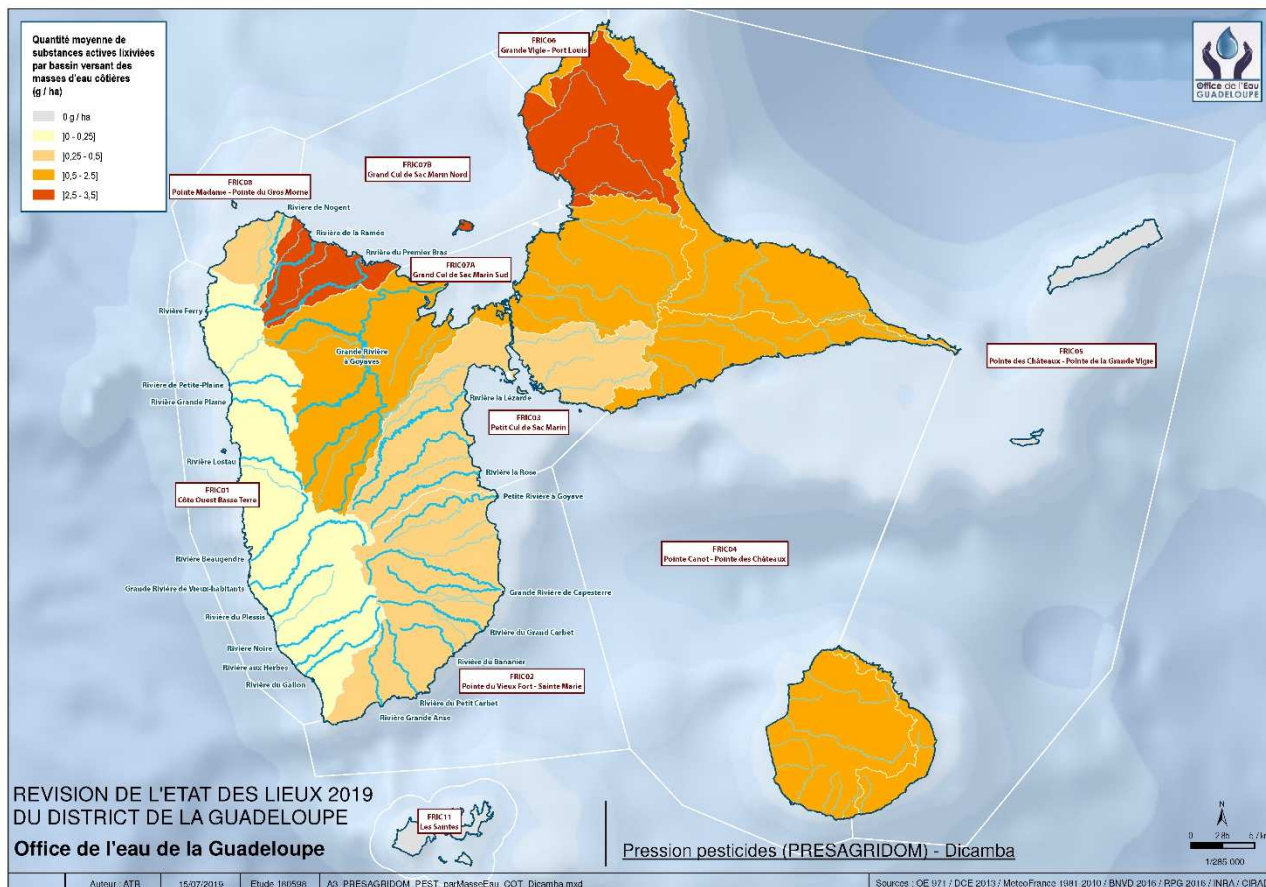 Quantité moyenne de
substances actives lixiviées
par bassin versant des
masses d'eau côtières
(g / ha)
0 g / ha
]0 - 0,25]
]0,25 - 0,5]
]0,5 - 2,5]
]2,5 - 3,5]
Office de l'Eau
GUADELOUPE
FRIC06
Grande Vigie - Port Louis
FRIC07B
Grand Cul de Sac Marin Nord
FRIC08
Pointe Madame - Pointe du Gros Morne
Rivière de Nogent
Rivière de la Ramée
Rivière du Premier Bras
FRIC07A
Grand Cul de Sac Marin Sud
Rivière Ferry
Grande Rivière
à Goyaves
FRIC05
Pointe des Châteaux - Pointe de la Grande Vigie
Rivière de Petite-Plaine
Rivière Grande Plaine
Rivière la Lézarde
FRIC03
Petit Cul de Sac Marin
Rivière Lostau
Rivière la Rose
FRIC01
Côte Ouest Basse Terre
Petite Rivière à Goyave
Rivière Beaugendre
FRIC04
Pointe Canot - Pointe des Châteaux
Grande Rivière de Vieux-habitants
Grande Rivière de Capesterre
Rivière du Plessis
Rivière du Grand Carbet
Rivière Noire
Rivière aux Herbes
Rivière du Bananier
Rivière du Galion
FRIC02
Pointe du Vieux Fort - Sainte Marie
Rivière du Petit Carbet
Rivière Grande Anse
REVISION DE L'ETAT DES LIEUX 2019
DU DISTRICT DE LA GUADELOUPE
Office de l'eau de la Guadeloupe
FRIC11
Les Saintes
Pression pesticides (PRESAGRIDOM) - Dicamba
N
0 2,85 5,7 km
1/285 000
Auteur : ATR 15/07/2019 Etude 160598 A3_PRESAGRIDOM_PEST_parMasseEau_COT_Dicamba.mxd Sources : OE 971 / DCE 2013 / MeteoFrance 1981-2010 / BNVD 2016 / RPG 2016 / INRA / CIRAD